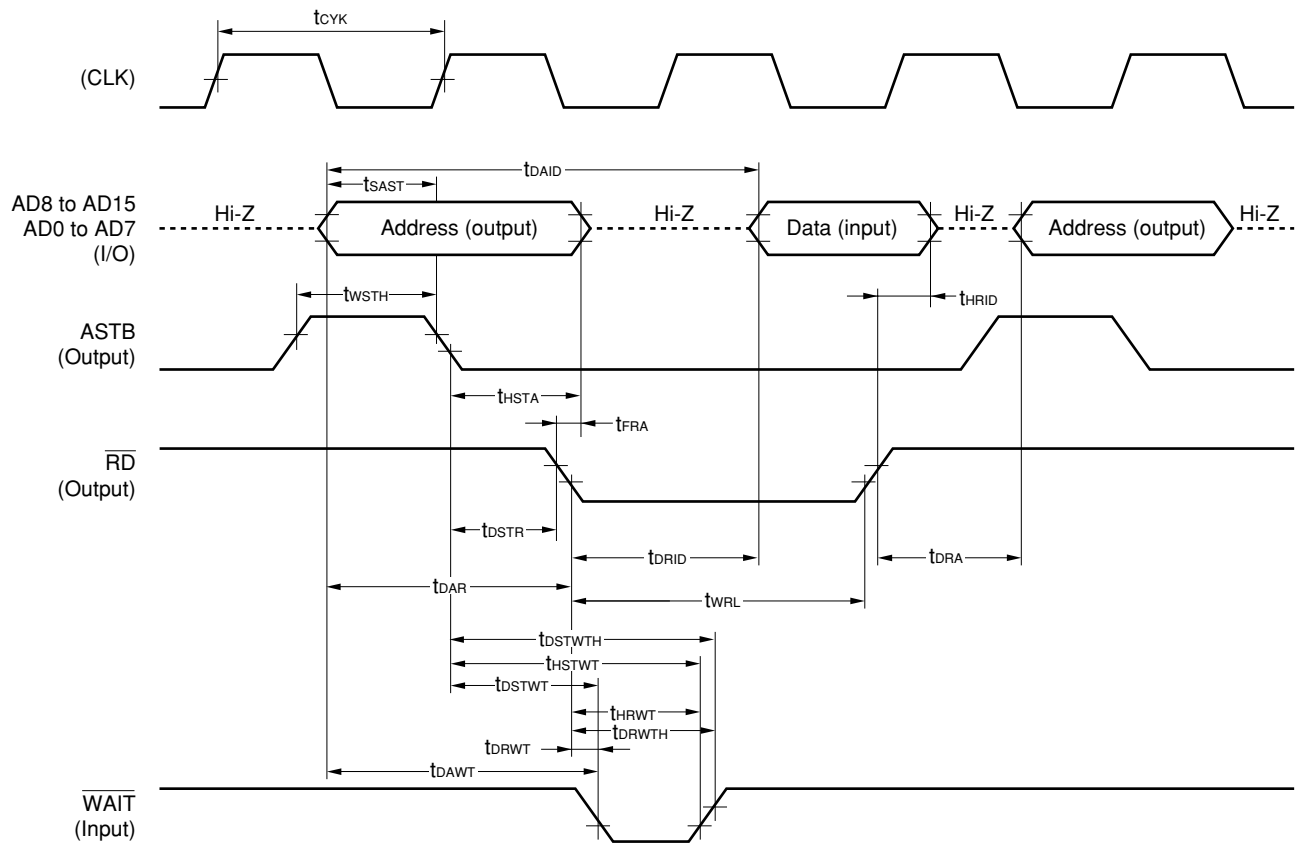 tCYK
(CLK)
tDAID
tSAST
AD8 to AD15
AD0 to AD7
(I/O)
Hi-Z
Address (output)
Hi-Z
Data (input)
Hi-Z
Address (output)
Hi-Z
tWSTH
tHRID
ASTB
(Output)
tHSTA
tFRA
RD
(Output)
tDSTR
tDRID
tDRA
tDAR
tWRL
tDSTWTH
tHSTWT
tDSTWT
tHRWT
tDRWTH
tDRWT
tDAWT
WAIT
(Input)